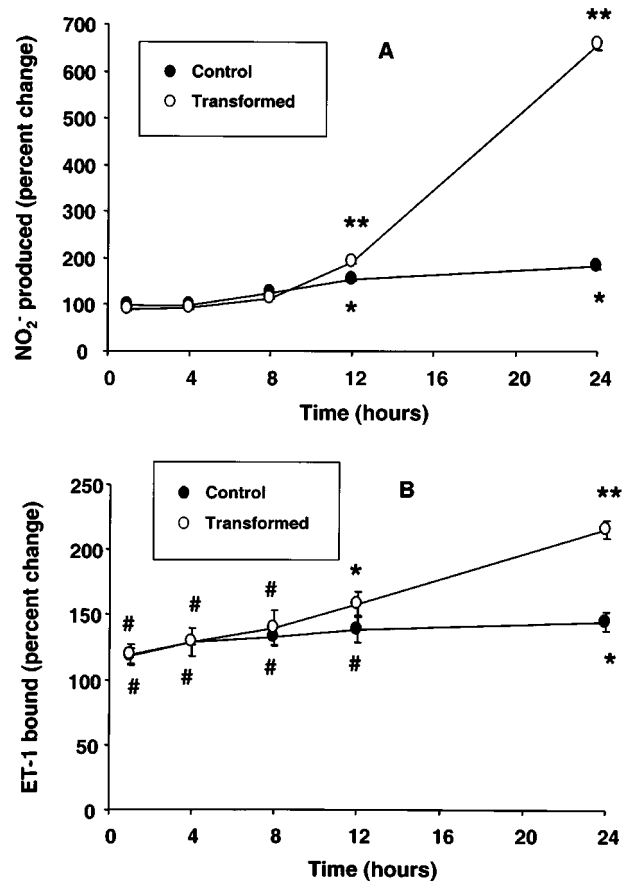 A
Control
Transformed
NO₂⁻ produced (percent change)
700
600
500
400
300
200
100
0
**
**
*
*
0 4 8 12 16 20 24
Time (hours)
B
Control
Transformed
ET-1 bound (percent change)
250
200
150
100
50
0
# # # * **
# # # # *
0 4 8 12 16 20 24
Time (hours)